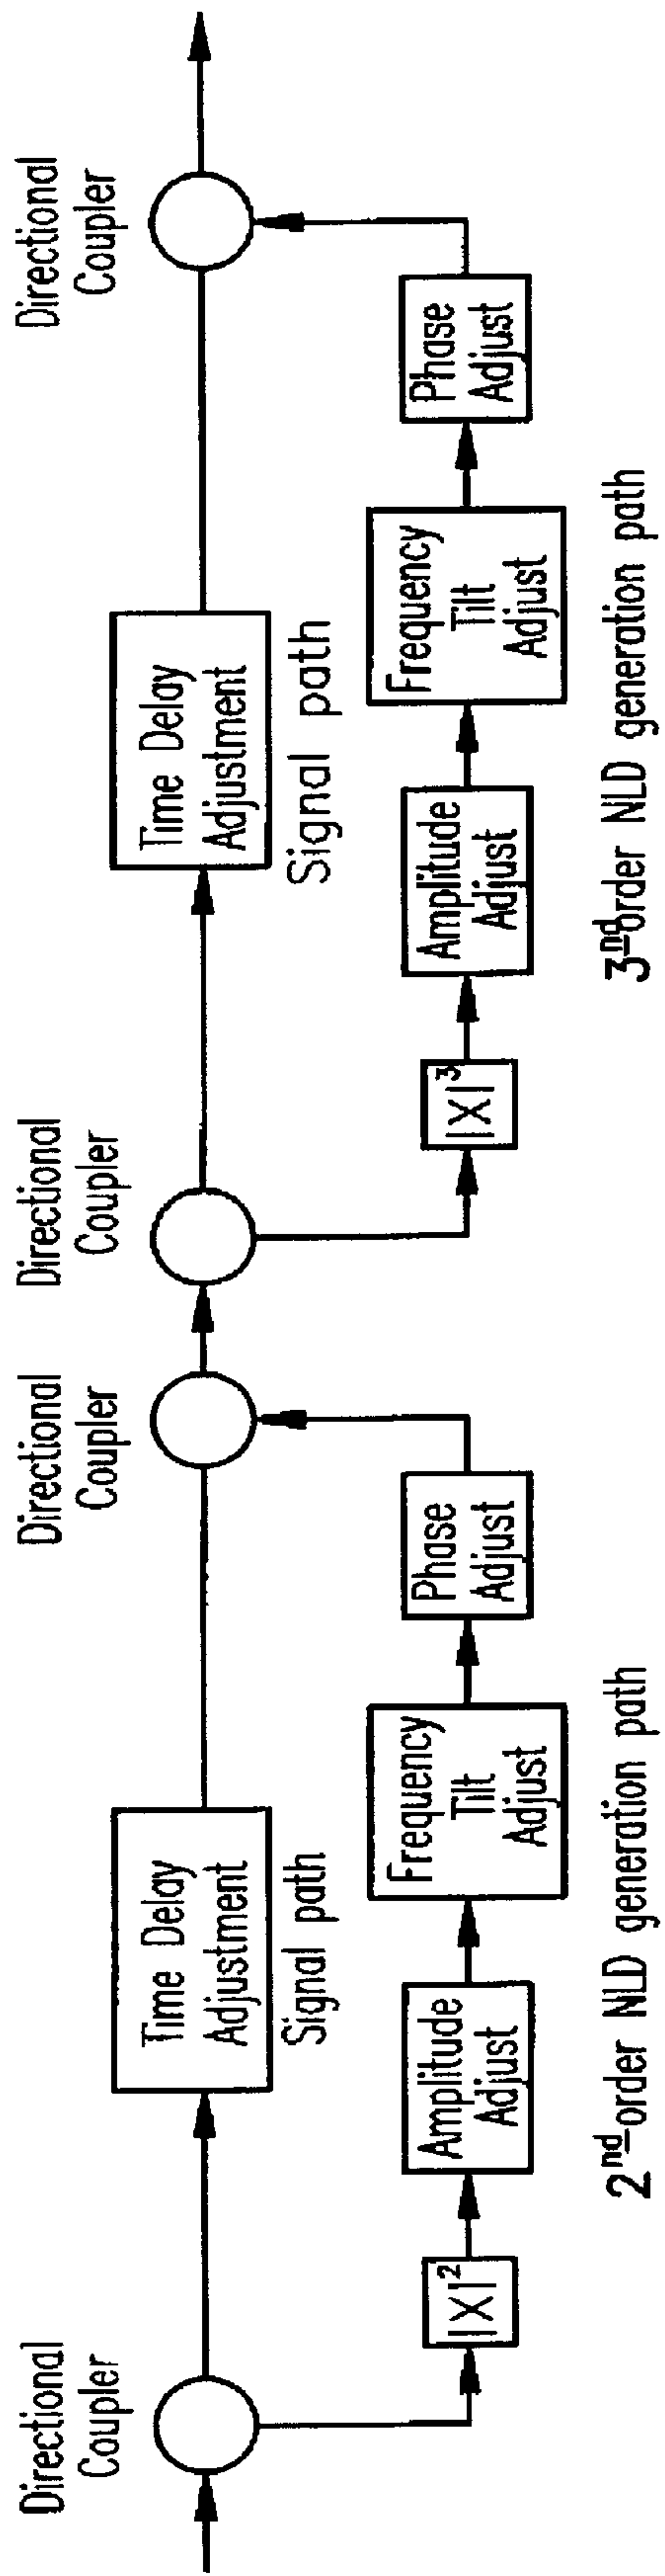 Directional
Coupler
Time Delay
Adjustment
Signal path
|X|²
Amplitude
Adjust
Frequency
Tilt
Adjust
Phase
Adjust
2nd order NLD generation path
Directional
Coupler
Directional
Coupler
Time Delay
Adjustment
Signal path
|X|³
Amplitude
Adjust
Frequency
Tilt
Adjust
Phase
Adjust
3nd order NLD generation path
Directional
Coupler